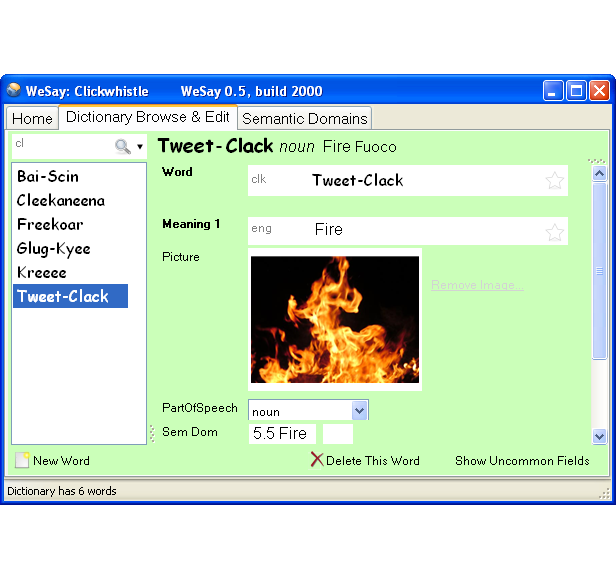 WeSay: Clickwhistle WeSay 0.5, build 2000
Home Dictionary Browse & Edit Semantic Domains
cl
Tweet-Clack noun Fire Fuoco
Bai-Scin
Cleekaneena
Freekoar
Glug-Kyee
Kreeee
Tweet-Clack
Word clk Tweet-Clack
Meaning 1 eng Fire
Picture
Remove Image...
PartOfSpeech noun
Sem Dom 5.5 Fire
New Word Delete This Word Show Uncommon Fields
Dictionary has 6 words